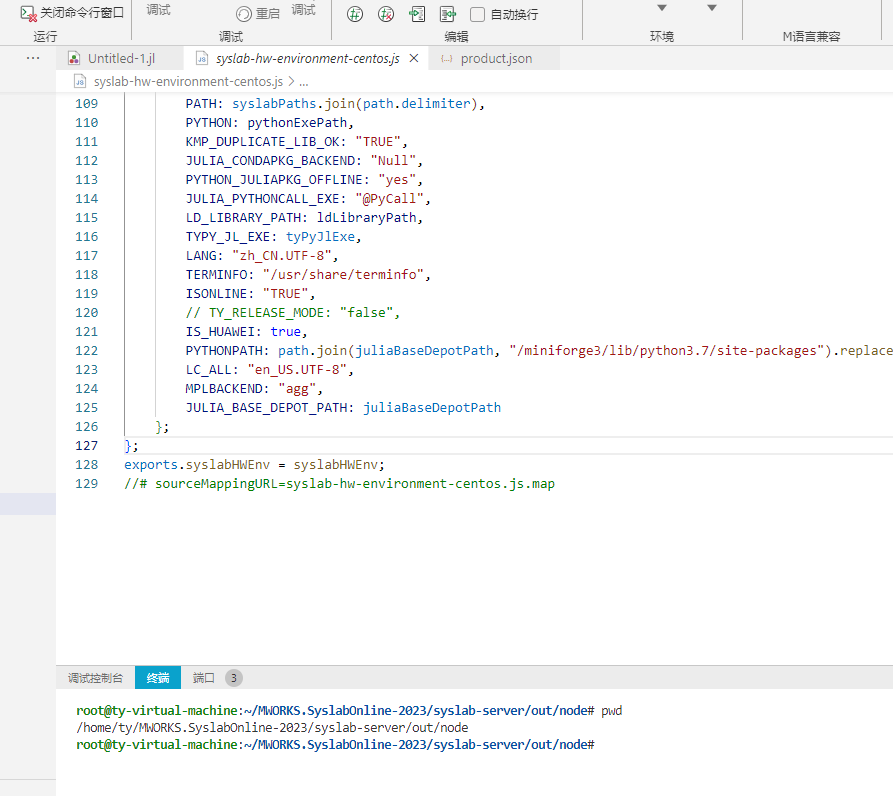 关闭命令行窗口
调试
重启
调试
自动换行
运行
调试
编辑
环境
M语言兼容
···
Untitled-1.jl
JS syslab-hw-environment-centos.js ×
{..} product.json
JS syslab-hw-environment-centos.js > ...
109 PATH: syslabPaths.join(path.delimiter),
110 PYTHON: pythonExePath,
111 KMP_DUPLICATE_LIB_OK: "TRUE",
112 JULIA_CONDAPKG_BACKEND: "Null",
113 PYTHON_JULIAPKG_OFFLINE: "yes",
114 JULIA_PYTHONCALL_EXE: "@PyCall",
115 LD_LIBRARY_PATH: ldLibraryPath,
116 TYPY_JL_EXE: tyPyJlExe,
117 LANG: "zh_CN.UTF-8",
118 TERMINFO: "/usr/share/terminfo",
119 ISONLINE: "TRUE",
120 // TY_RELEASE_MODE: "false",
121 IS_HUAWEI: true,
122 PYTHONPATH: path.join(juliaBaseDepotPath, "/miniforge3/lib/python3.7/site-packages").replace
123 LC_ALL: "en_US.UTF-8",
124 MPLBACKEND: "agg",
125 JULIA_BASE_DEPOT_PATH: juliaBaseDepotPath
126 };
127 };
128 exports.syslabHWEnv = syslabHWEnv;
129 //# sourceMappingURL=syslab-hw-environment-centos.js.map
调试控制台 终端 端口 3
root@ty-virtual-machine:~/MWORKS.SyslabOnline-2023/syslab-server/out/node# pwd
/home/ty/MWORKS.SyslabOnline-2023/syslab-server/out/node
root@ty-virtual-machine:~/MWORKS.SyslabOnline-2023/syslab-server/out/node#